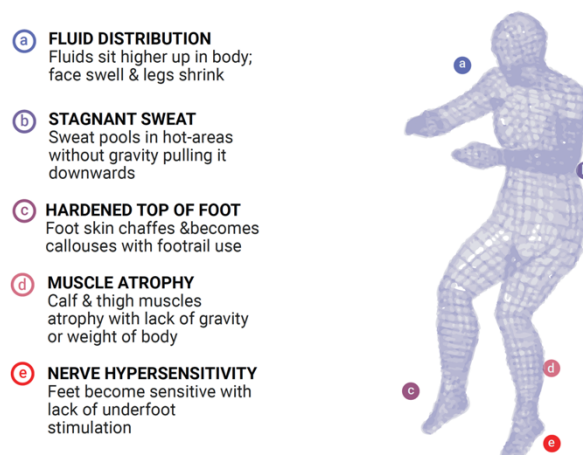 a FLUID DISTRIBUTION
Fluids sit higher up in body;
face swell & legs shrink
b STAGNANT SWEAT
Sweat pools in hot-areas
without gravity pulling it
downwards
c HARDENED TOP OF FOOT
Foot skin chaffes &becomes
callouses with footrail use
d MUSCLE ATROPHY
Calf & thigh muscles
atrophy with lack of gravity
or weight of body
e NERVE HYPERSENSITIVITY
Feet become sensitive with
lack of underfoot
stimulation
a
d
c
e